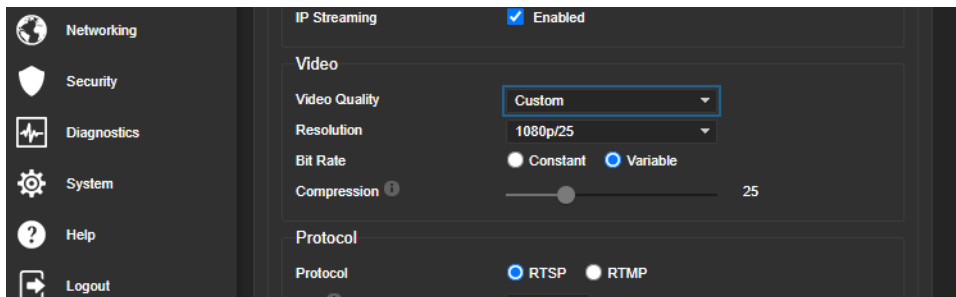 Networking
Security
Diagnostics
System
Help
Logout
IP Streaming Enabled
Video
Video Quality Custom
Resolution 1080p/25
Bit Rate Constant Variable
Compression 25
Protocol
Protocol RTSP RTMP